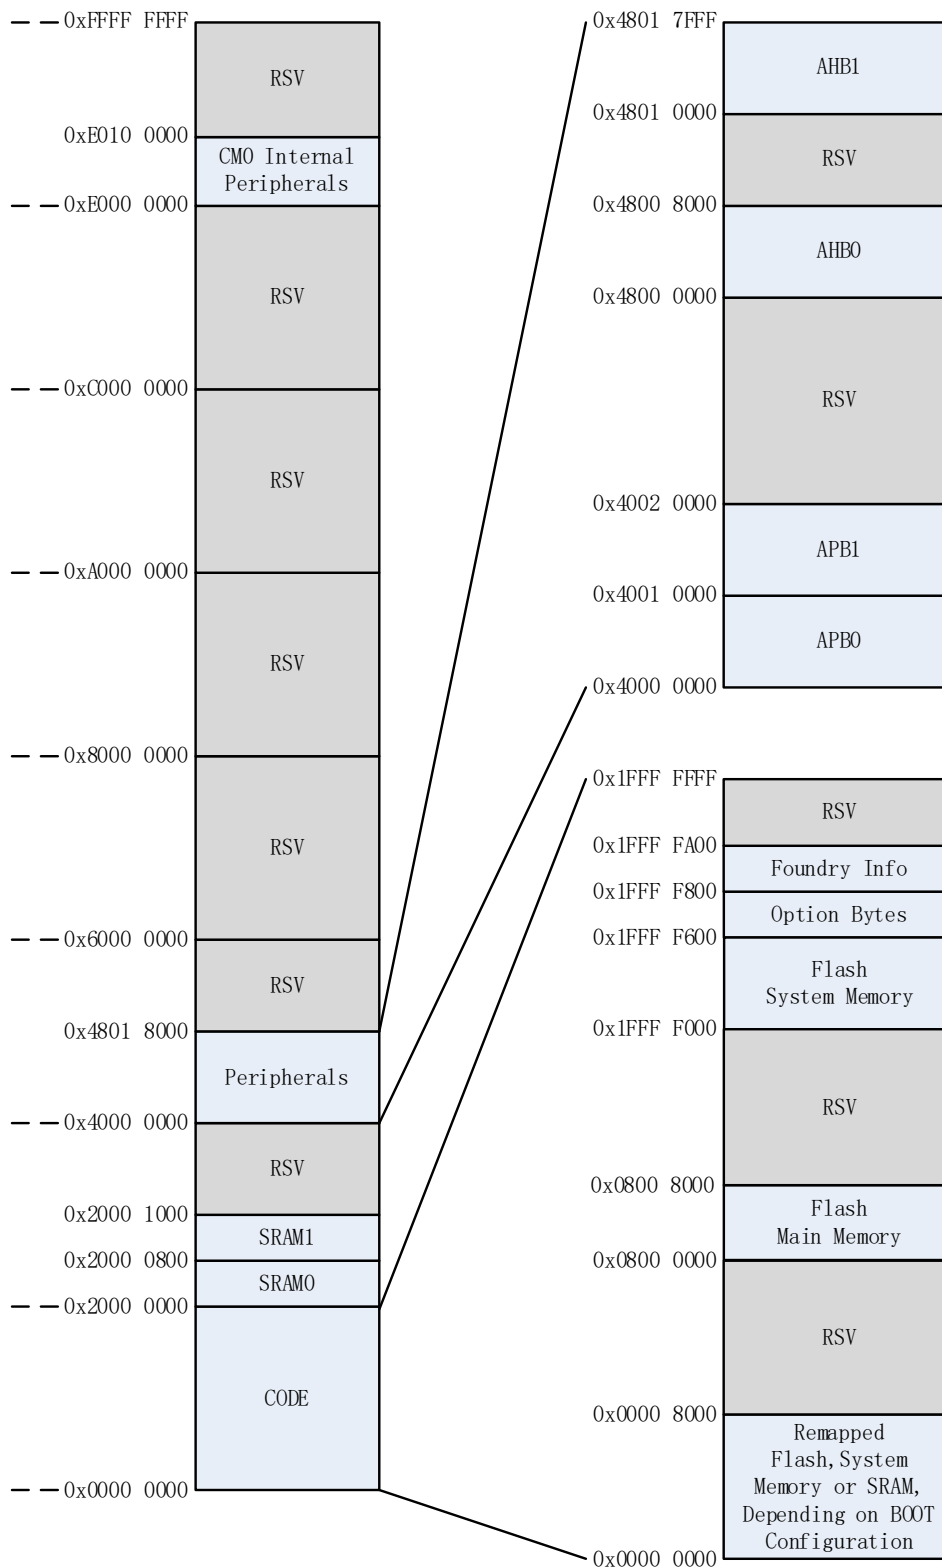 0xFFFF FFFF
RSV
0xE010 0000
CM0 Internal
Peripherals
0xE000 0000
RSV
0xC000 0000
RSV
0xA000 0000
RSV
0x8000 0000
RSV
0x6000 0000
RSV
0x4801 8000
Peripherals
0x4000 0000
RSV
0x2000 1000
SRAM1
0x2000 0800
SRAM0
0x2000 0000
CODE
0x0000 0000
0x4801 7FFF
AHB1
0x4801 0000
RSV
0x4800 8000
AHB0
0x4800 0000
RSV
0x4002 0000
APB1
0x4001 0000
APB0
0x4000 0000
0x1FFF FFFF
RSV
0x1FFF FA00
Foundry Info
0x1FFF F800
Option Bytes
0x1FFF F600
Flash
System Memory
0x1FFF F000
RSV
0x0800 8000
Flash
Main Memory
0x0800 0000
RSV
0x0000 8000
Remapped
Flash,System
Memory or SRAM,
Depending on BOOT
Configuration
0x0000 0000